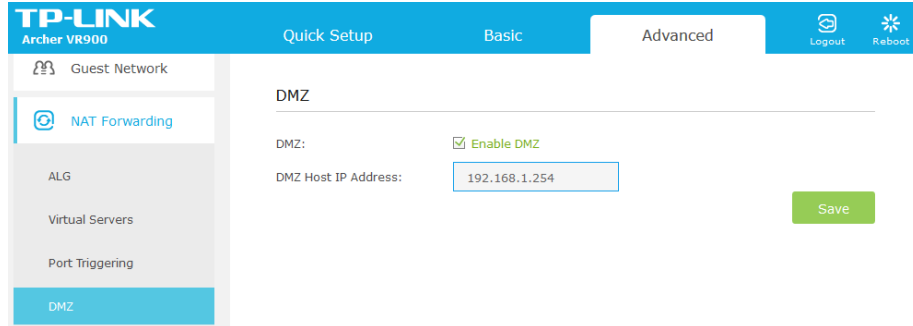 TP-LINK
Archer VR900
Quick Setup
Basic
Advanced
Logout
Reboot
Guest Network
NAT Forwarding
ALG
Virtual Servers
Port Triggering
DMZ
DMZ
DMZ: Enable DMZ
DMZ Host IP Address: 192.168.1.254
Save